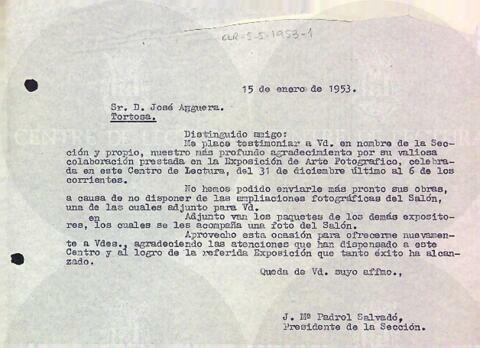 CLR-S-5-1953-1
15 de enero de 1953.
Sr. D. José Anguera.
Tortosa.
Distinguido amigo:
Me place testimoniar a Vd. en nombre de la Sec-
ción y propio, nuestro más profundo agradecimiento por su valiosa
colaboración prestada en la Exposición de Arte Fotografico, celebra-
da en este Centro de Lectura, del 31 de diciembre último al 6 de los
corrientes.
No hemos podido enviarle más pronto sus obras,
a causa de no disponer de las ampliaciones fotográficas del Salón,
una de las cuales adjunto para Vd.
en Adjunto van los paquetes de los demás exposito-
res, los cuales se les acompaña una foto del Salón.
Aprovecho esta ocasión para ofrecerme nuevamen-
te a Vdes., agradeciendo las atenciones que han dispensado a este
Centro y al logro de la referida Exposición que tanto éxito ha alcan-
zado.
Queda de Vd. suyo affmo.,
J. Mª Padrol Salvadó,
Presidente de la Sección.